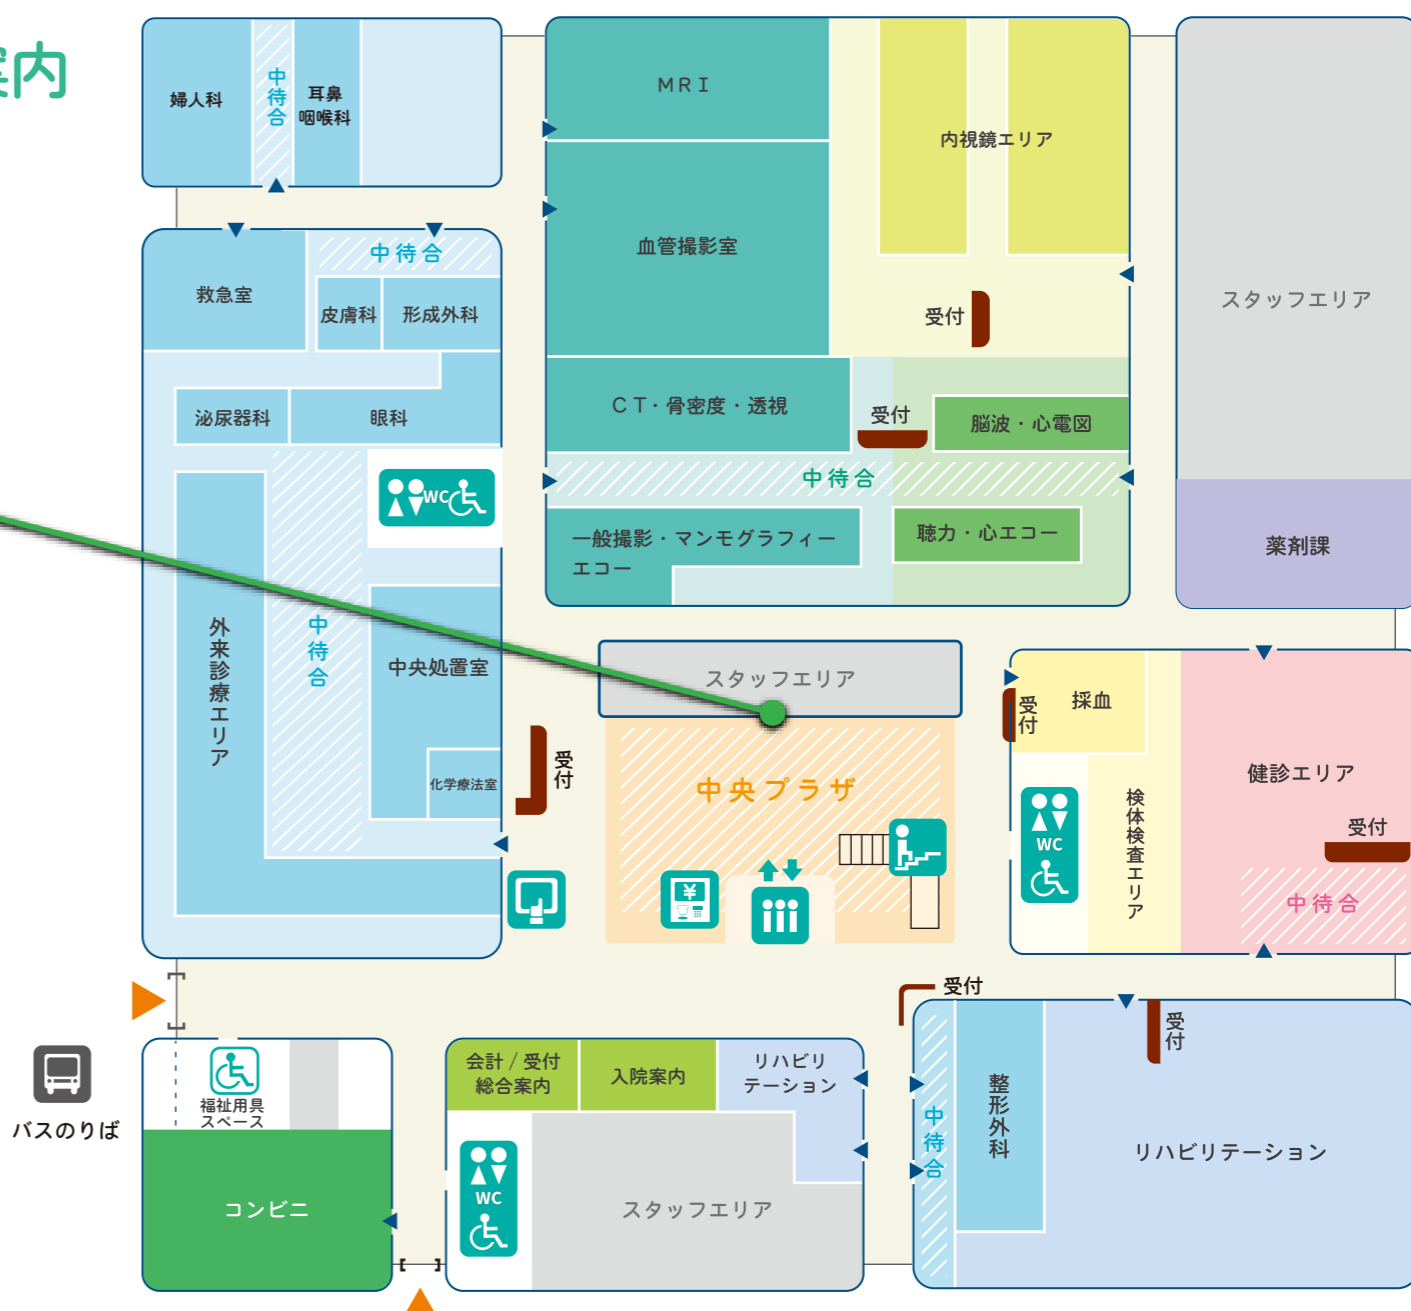 案内
婦人科
中待合
耳鼻
咽喉科
MRI
内視鏡エリア
血管撮影室
受付
スタッフエリア
中待合
救急室
皮膚科
形成外科
泌尿器科
眼科
CT・骨密度・透視
受付
脳波・心電図
中待合
WC
一般撮影・マンモグラフィー
エコー
聴力・心エコー
薬剤課
外来診療エリア
中待合
中央処置室
化学療法室
受付
スタッフエリア
中央プラザ
¥
受付
採血
健診エリア
受付
WC
検体検査エリア
中待合
バスのりば
福祉用具
スペース
コンビニ
会計/受付
総合案内
入院案内
リハビリ
テーション
WC
スタッフエリア
受付
中待合
整形外科
受付
リハビリテーション